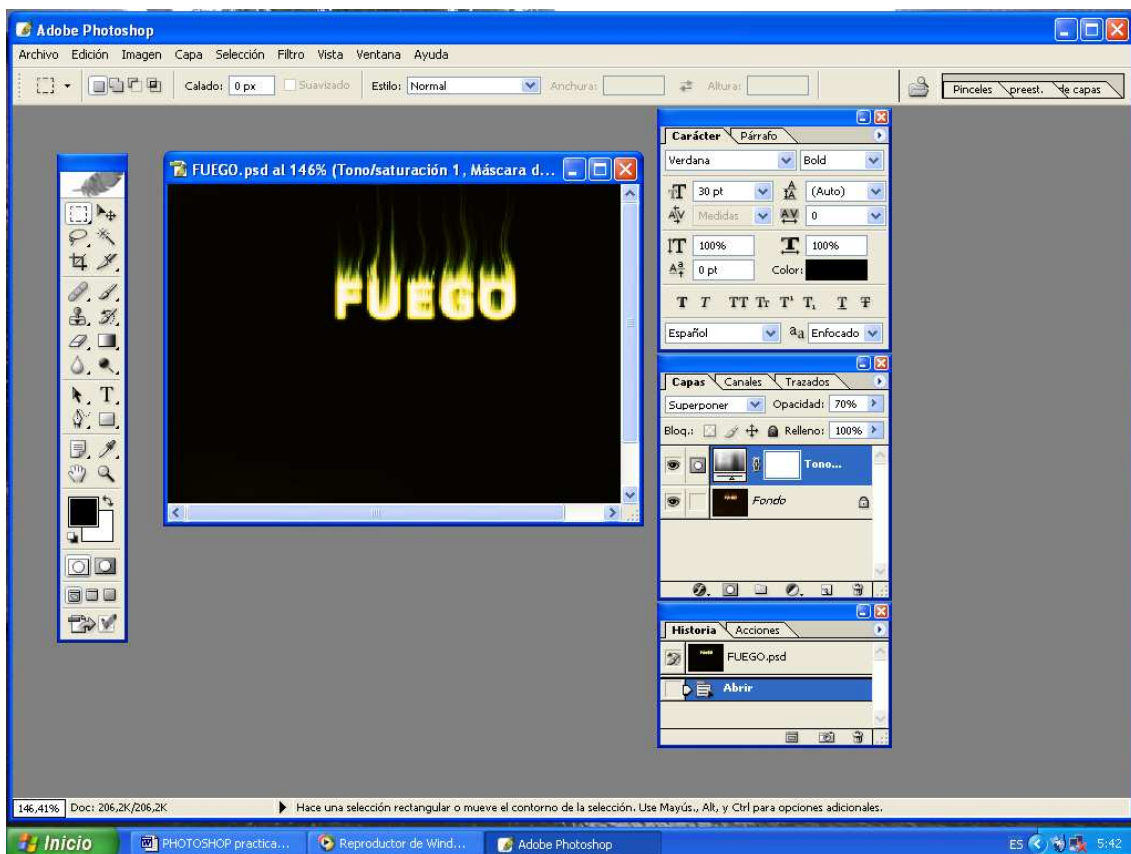 Adobe Photoshop
Archivo Edición Imagen Capa Selección Filtro Vista Ventana Ayuda
Calado: 0 px Suavizado Estilo: Normal Anchura: Altura: Pinceles preest. de capas
FUEGO.psd al 146% (Tono/saturación 1, Máscara d...
FUEGO
Carácter Párrafo
Verdana Bold
30 pt (Auto)
Medidas 0
100% 100%
0 pt Color:
T T TT Tr T¹ T₁ T T
Español aa Enfocado
Capas Canales Trazados
Superponer Opacidad: 70%
Bloq.: Relleno: 100%
Tono...
Fondo
Historia Acciones
FUEGO.psd
Abrir
146,41% Doc: 206,2K/206,2K Hace una selección rectangular o mueve el contorno de la selección. Use Mayús., Alt, y Ctrl para opciones adicionales.
Inicio PHOTOSHOP practica... Reproductor de Wind... Adobe Photoshop ES 5:42